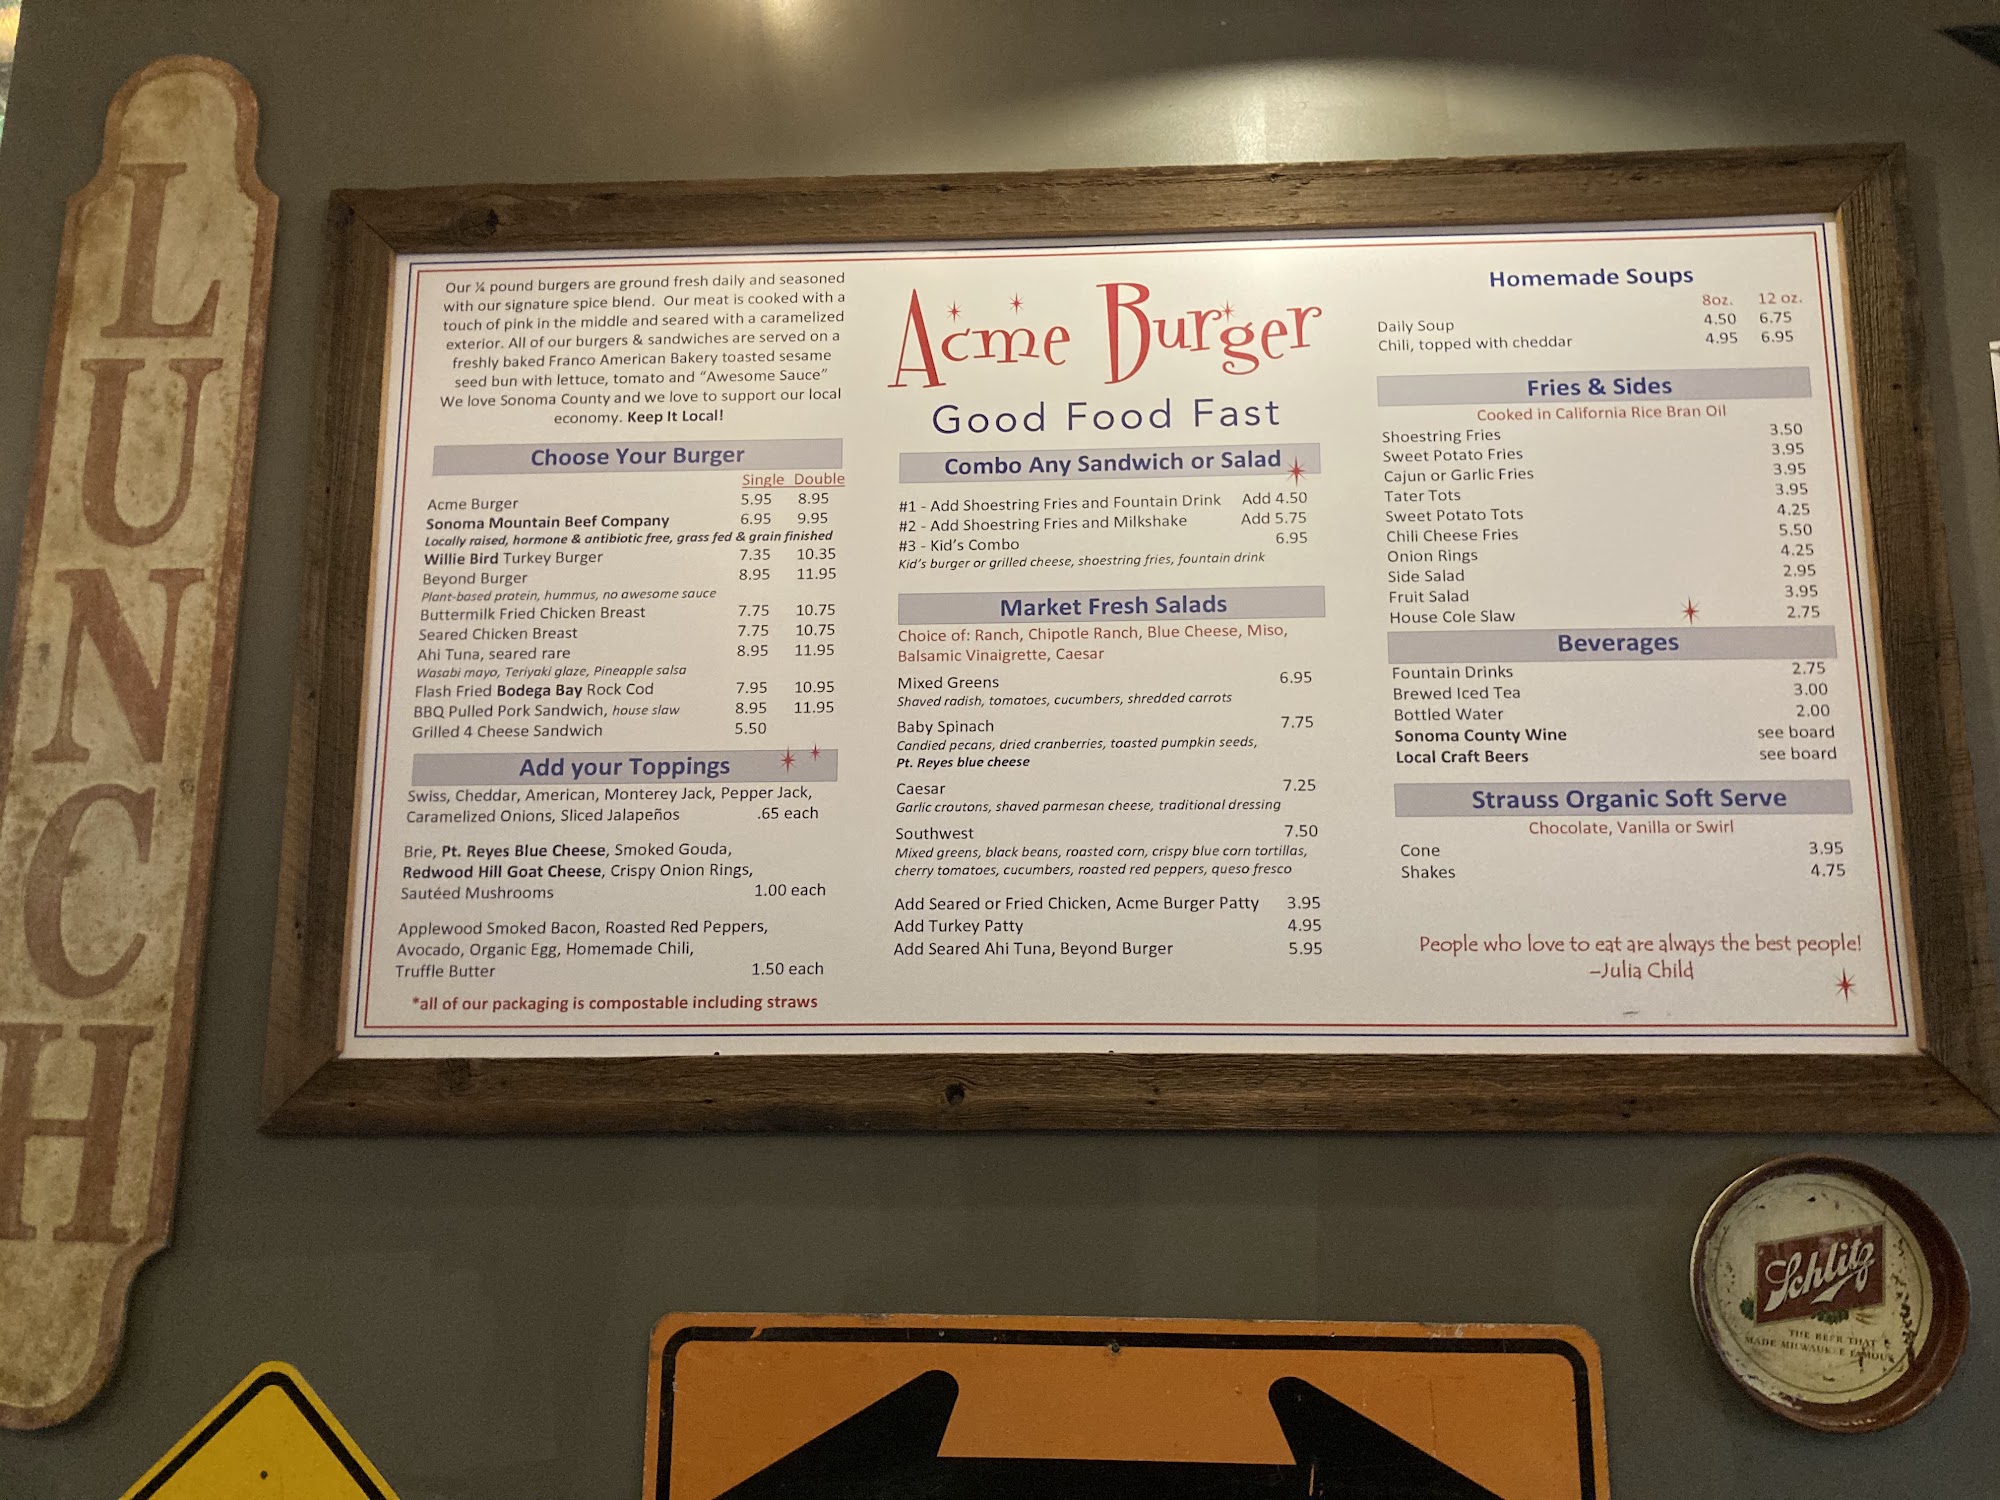 LUNCH
Our ¼ pound burgers are ground fresh daily and seasoned
with our signature spice blend. Our meat is cooked with a
touch of pink in the middle and seared with a caramelized
exterior. All of our burgers & sandwiches are served on a
freshly baked Franco American Bakery toasted sesame
seed bun with lettuce, tomato and “Awesome Sauce”
We love Sonoma County and we love to support our local
economy. Keep It Local!
Choose Your Burger
Single Double
Acme Burger 5.95 8.95
Sonoma Mountain Beef Company 6.95 9.95
Locally raised, hormone & antibiotic free, grass fed & grain finished
Willie Bird Turkey Burger 7.35 10.35
Beyond Burger 8.95 11.95
Plant-based protein, hummus, no awesome sauce
Buttermilk Fried Chicken Breast 7.75 10.75
Seared Chicken Breast 7.75 10.75
Ahi Tuna, seared rare 8.95 11.95
Wasabi mayo, Teriyaki glaze, Pineapple salsa
Flash Fried Bodega Bay Rock Cod 7.95 10.95
BBQ Pulled Pork Sandwich, house slaw 8.95 11.95
Grilled 4 Cheese Sandwich 5.50
Add your Toppings
Swiss, Cheddar, American, Monterey Jack, Pepper Jack,
Caramelized Onions, Sliced Jalapeños .65 each
Brie, Pt. Reyes Blue Cheese, Smoked Gouda,
Redwood Hill Goat Cheese, Crispy Onion Rings,
Sautéed Mushrooms 1.00 each
Applewood Smoked Bacon, Roasted Red Peppers,
Avocado, Organic Egg, Homemade Chili,
Truffle Butter 1.50 each
*all of our packaging is compostable including straws
Acme Burger
Good Food Fast
Combo Any Sandwich or Salad
#1 - Add Shoestring Fries and Fountain Drink Add 4.50
#2 - Add Shoestring Fries and Milkshake Add 5.75
#3 - Kid's Combo 6.95
Kid's burger or grilled cheese, shoestring fries, fountain drink
Market Fresh Salads
Choice of: Ranch, Chipotle Ranch, Blue Cheese, Miso,
Balsamic Vinaigrette, Caesar
Mixed Greens 6.95
Shaved radish, tomatoes, cucumbers, shredded carrots
Baby Spinach 7.75
Candied pecans, dried cranberries, toasted pumpkin seeds,
Pt. Reyes blue cheese
Caesar 7.25
Garlic croutons, shaved parmesan cheese, traditional dressing
Southwest 7.50
Mixed greens, black beans, roasted corn, crispy blue corn tortillas,
cherry tomatoes, cucumbers, roasted red peppers, queso fresco
Add Seared or Fried Chicken, Acme Burger Patty 3.95
Add Turkey Patty 4.95
Add Seared Ahi Tuna, Beyond Burger 5.95
Homemade Soups
8oz. 12 oz.
Daily Soup 4.50 6.75
Chili, topped with cheddar 4.95 6.95
Fries & Sides
Cooked in California Rice Bran Oil
Shoestring Fries 3.50
Sweet Potato Fries 3.95
Cajun or Garlic Fries 3.95
Tater Tots 3.95
Sweet Potato Tots 4.25
Chili Cheese Fries 5.50
Onion Rings 4.25
Side Salad 2.95
Fruit Salad 3.95
House Cole Slaw 2.75
Beverages
Fountain Drinks 2.75
Brewed Iced Tea 3.00
Bottled Water 2.00
Sonoma County Wine see board
Local Craft Beers see board
Strauss Organic Soft Serve
Chocolate, Vanilla or Swirl
Cone 3.95
Shakes 4.75
People who love to eat are always the best people!
–Julia Child
Schlitz
THE BEER THAT
MADE MILWAUKEE FAMOUS